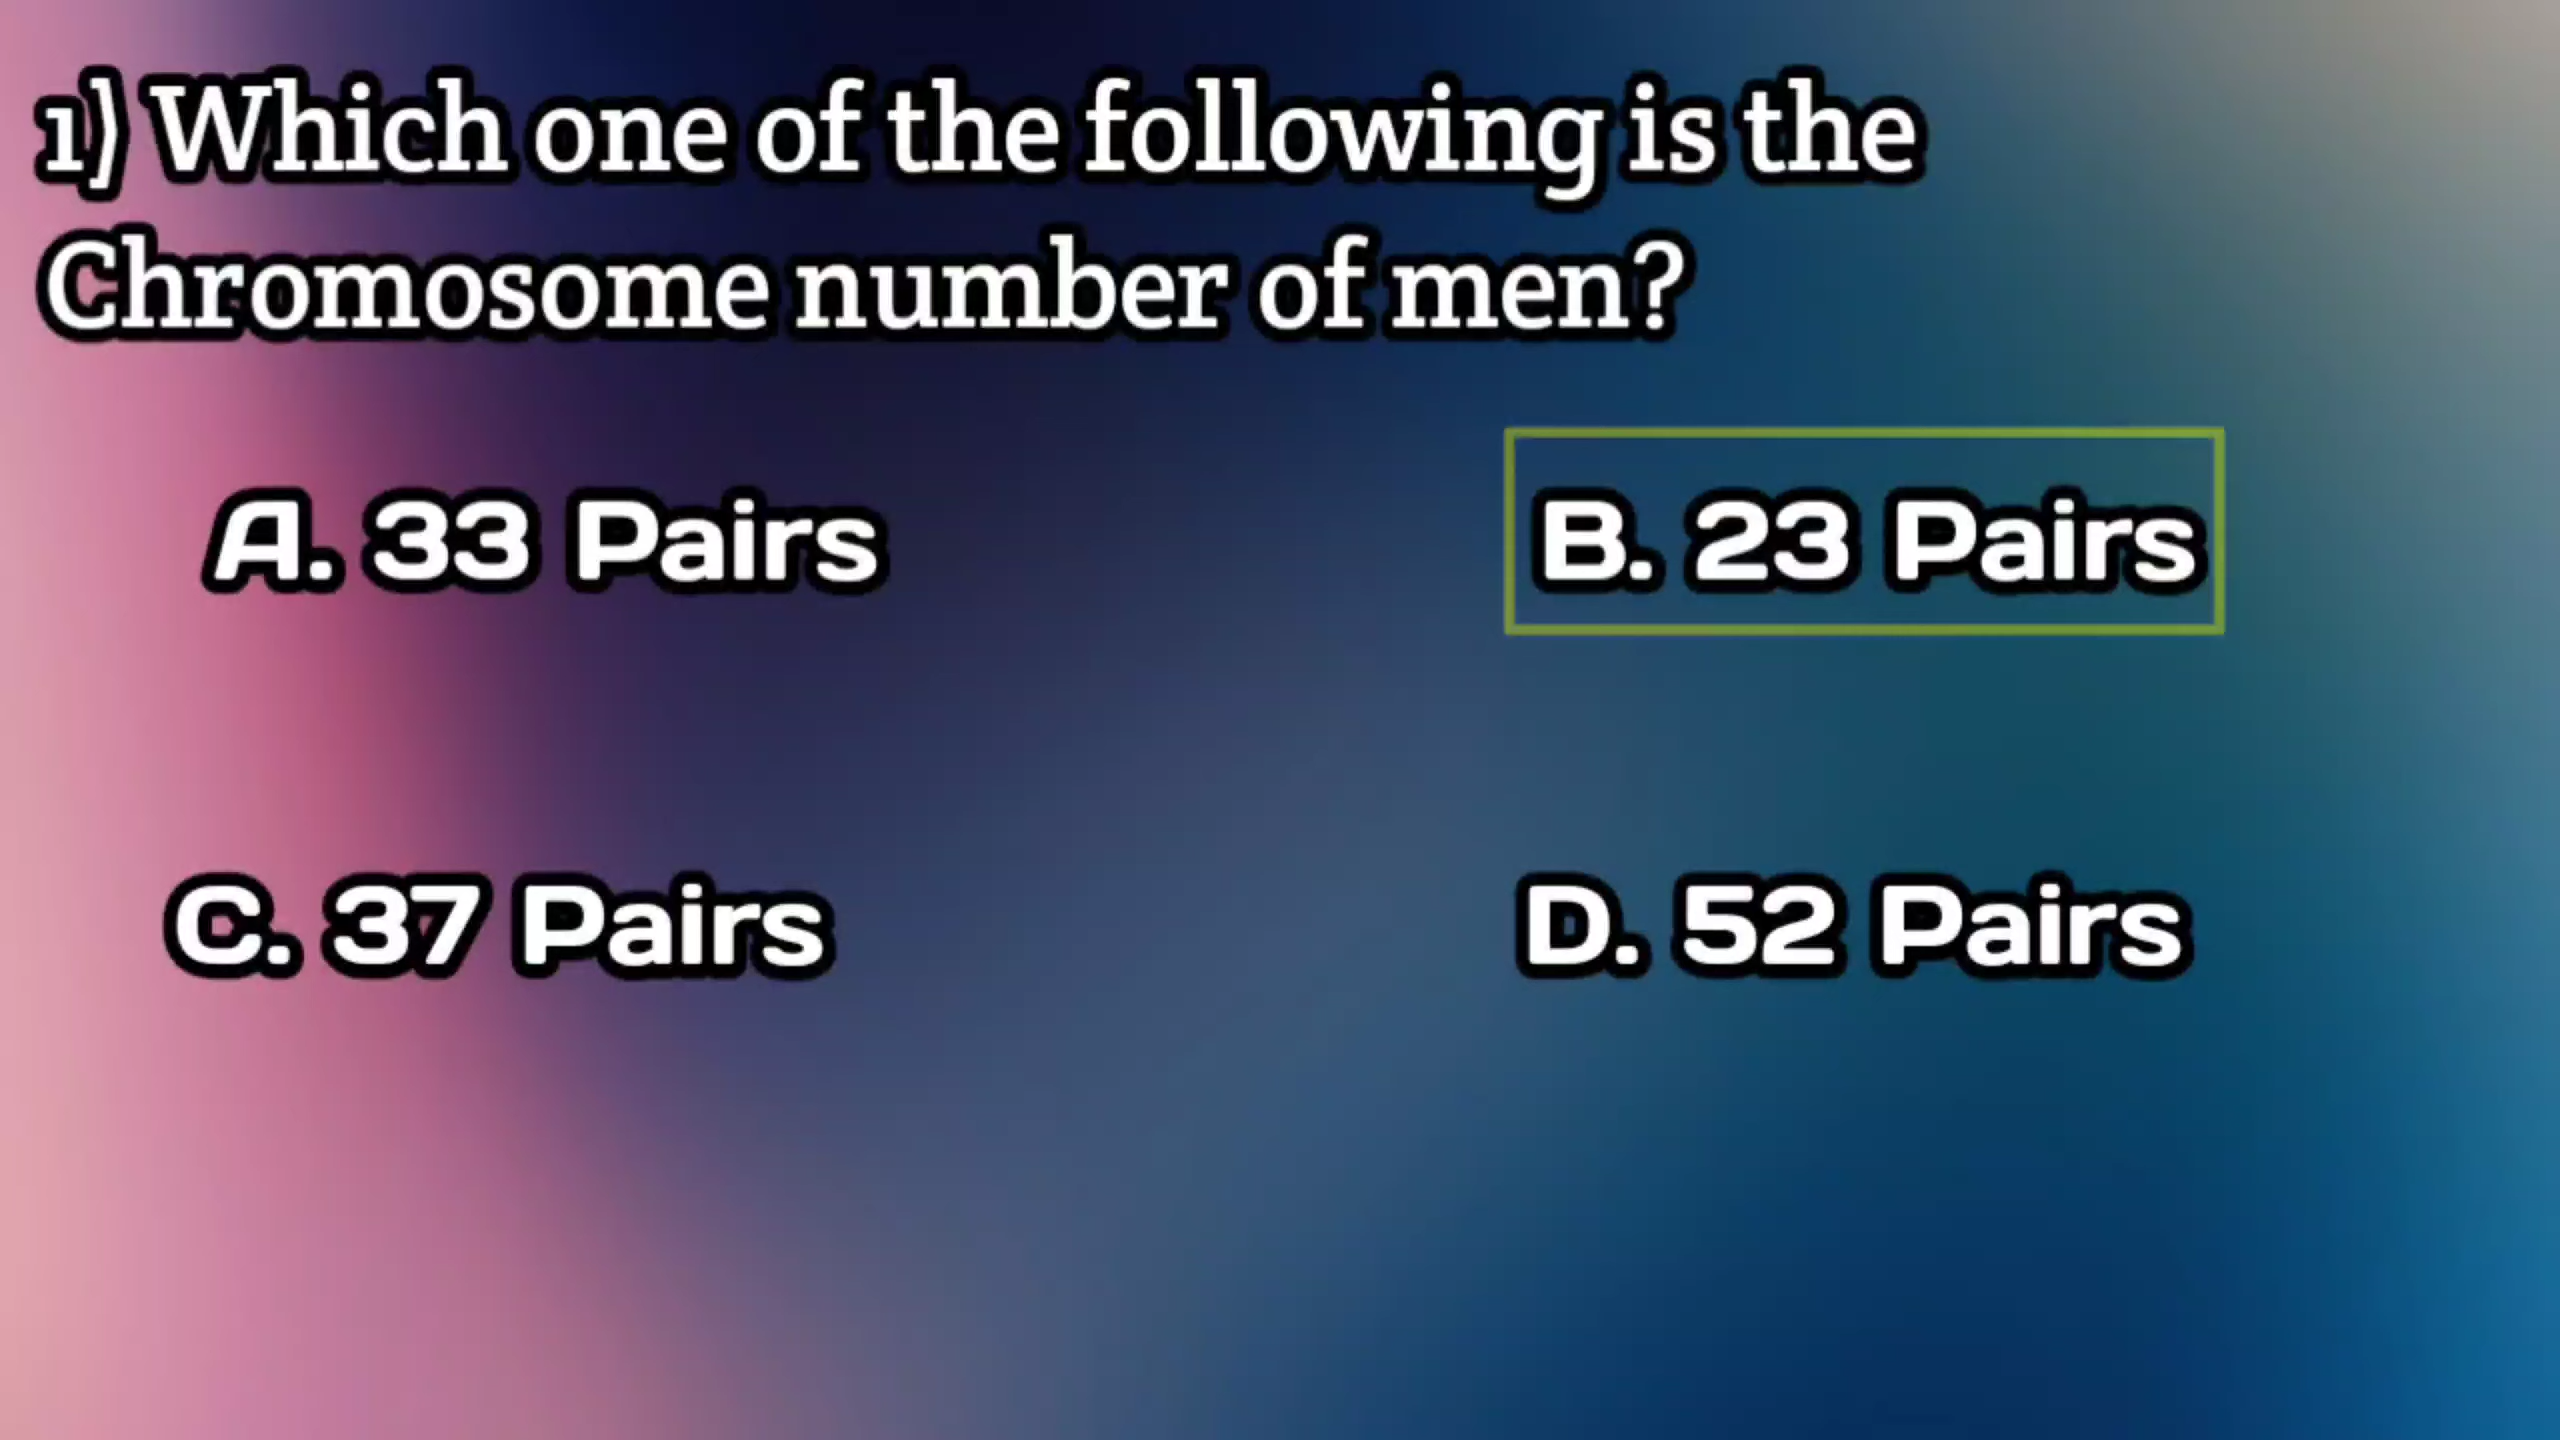 1) Which one of the following is the
Chromosome number of men?
A. 33 Pairs
B. 23 Pairs
C. 37 Pairs
D. 52 Pairs